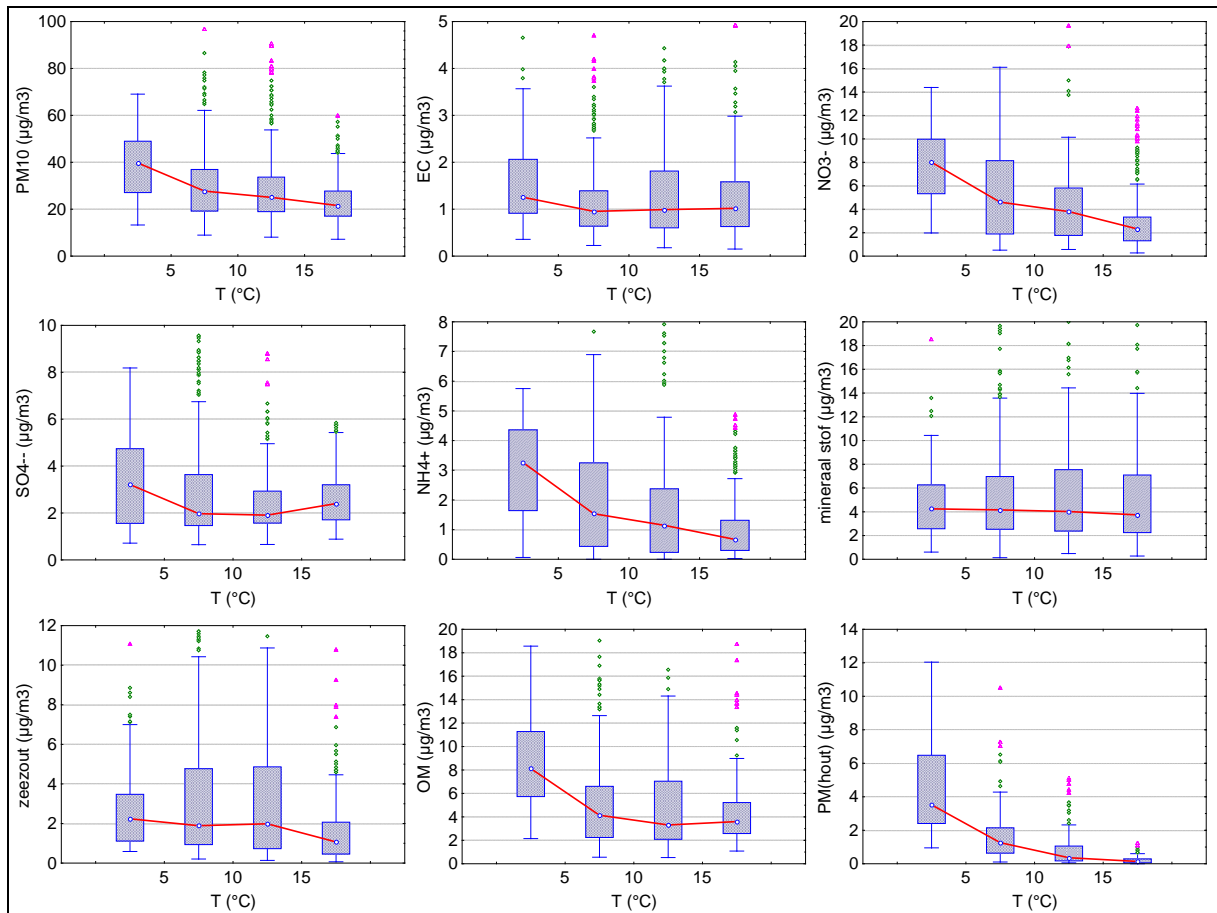 PM10 (µg/m3)
100
80
60
40
20
0
5 10 15
T (°C)
EC (µg/m3)
5
4
3
2
1
0
5 10 15
T (°C)
NO3- (µg/m3)
20
18
16
14
12
10
8
6
4
2
0
5 10 15
T (°C)
SO4-- (µg/m3)
10
8
6
4
2
0
5 10 15
T (°C)
NH4+ (µg/m3)
8
7
6
5
4
3
2
1
0
5 10 15
T (°C)
mineraal stof (µg/m3)
20
18
16
14
12
10
8
6
4
2
0
5 10 15
T (°C)
zeezout (µg/m3)
12
10
8
6
4
2
0
5 10 15
T (°C)
OM (µg/m3)
20
18
16
14
12
10
8
6
4
2
0
5 10 15
T (°C)
PM(hout) (µg/m3)
14
12
10
8
6
4
2
0
5 10 15
T (°C)